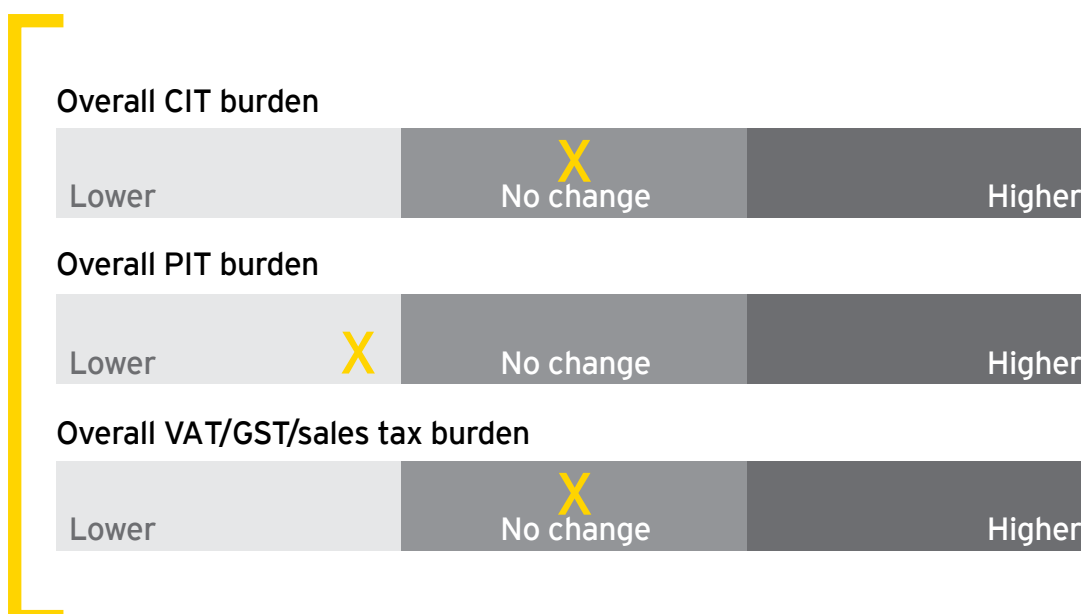 Overall CIT burden
X
Lower No change Higher
Overall PIT burden
Lower X No change Higher
Overall VAT/GST/sales tax burden
X
Lower No change Higher